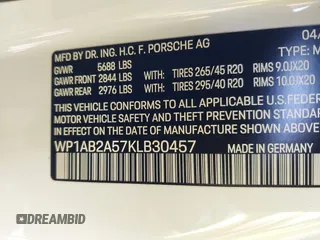 MFD BY: DR. ING. H.C. F. PORSCHE AG 04/
GVWR 5688 LBS TYPE: M
GAWR FRONT 2844 LBS WITH: TIRES 265/45 R20 RIMS 9.0JX20
GAWR REAR 2976 LBS WITH: TIRES 295/40 R20 RIMS 10.0JX20
THIS VEHICLE CONFORMS TO ALL APPLICABLE U.S. FEDERAL
MOTOR VEHICLE SAFETY, BUMPER,
AND THEFT PREVENTION STANDARDS IN EFFECT ON THE
DATE OF MANUFACTURE SHOWN ABOVE
WP1AB2A57KLB30457 MADE IN GERMANY
DREAMBID